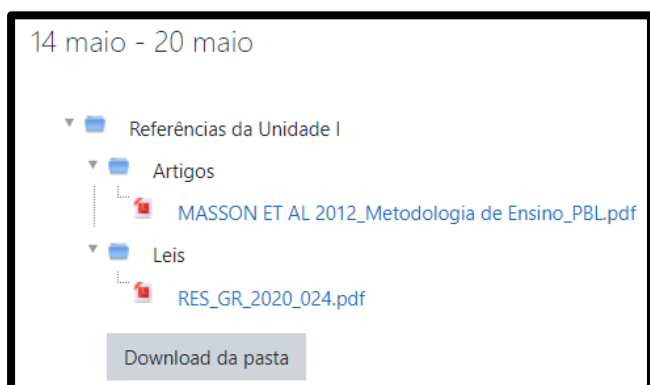 14 maio - 20 maio
Referências da Unidade I
Artigos
MASSON ET AL 2012_Metodologia de Ensino_PBL.pdf
Leis
RES_GR_2020_024.pdf
Download da pasta